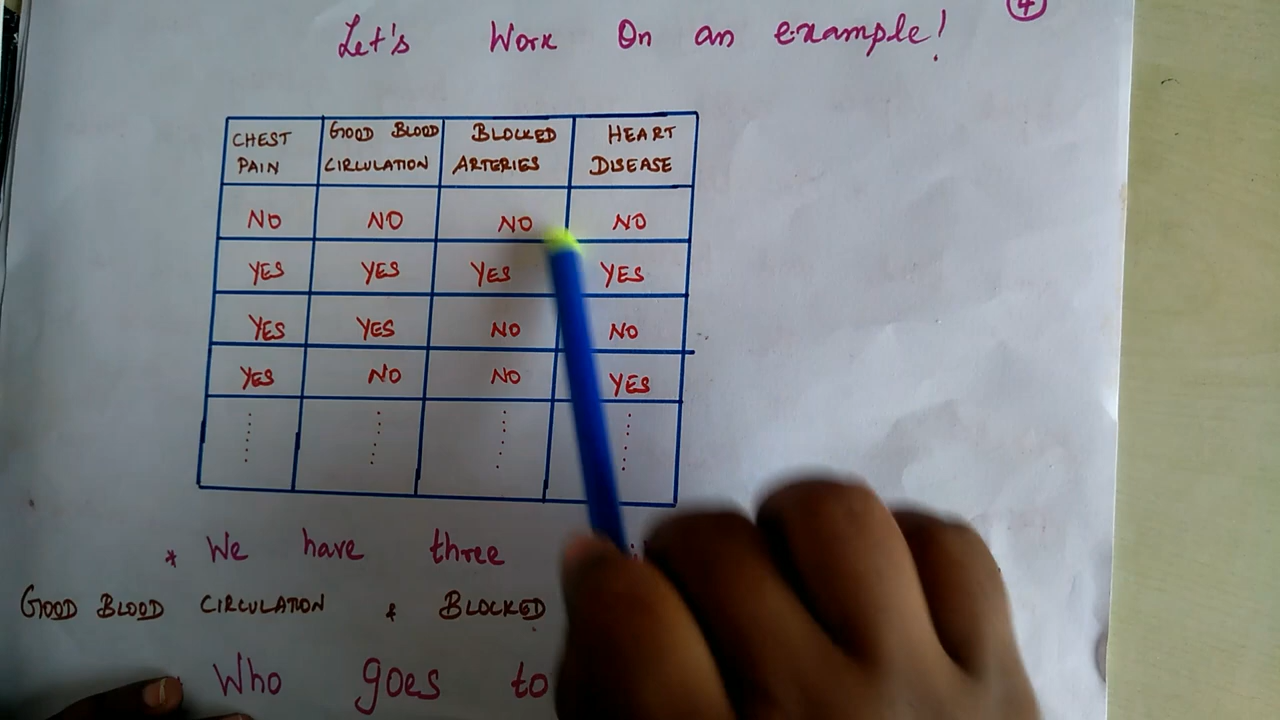 4
Let's Work On an example!
CHEST PAIN GOOD BLOOD CIRCULATION BLOCKED ARTERIES HEART DISEASE
NO NO NO NO
YES YES YES YES
YES YES NO NO
YES NO NO YES
* We have three
GOOD BLOOD CIRCULATION & BLOCKED
Who goes to